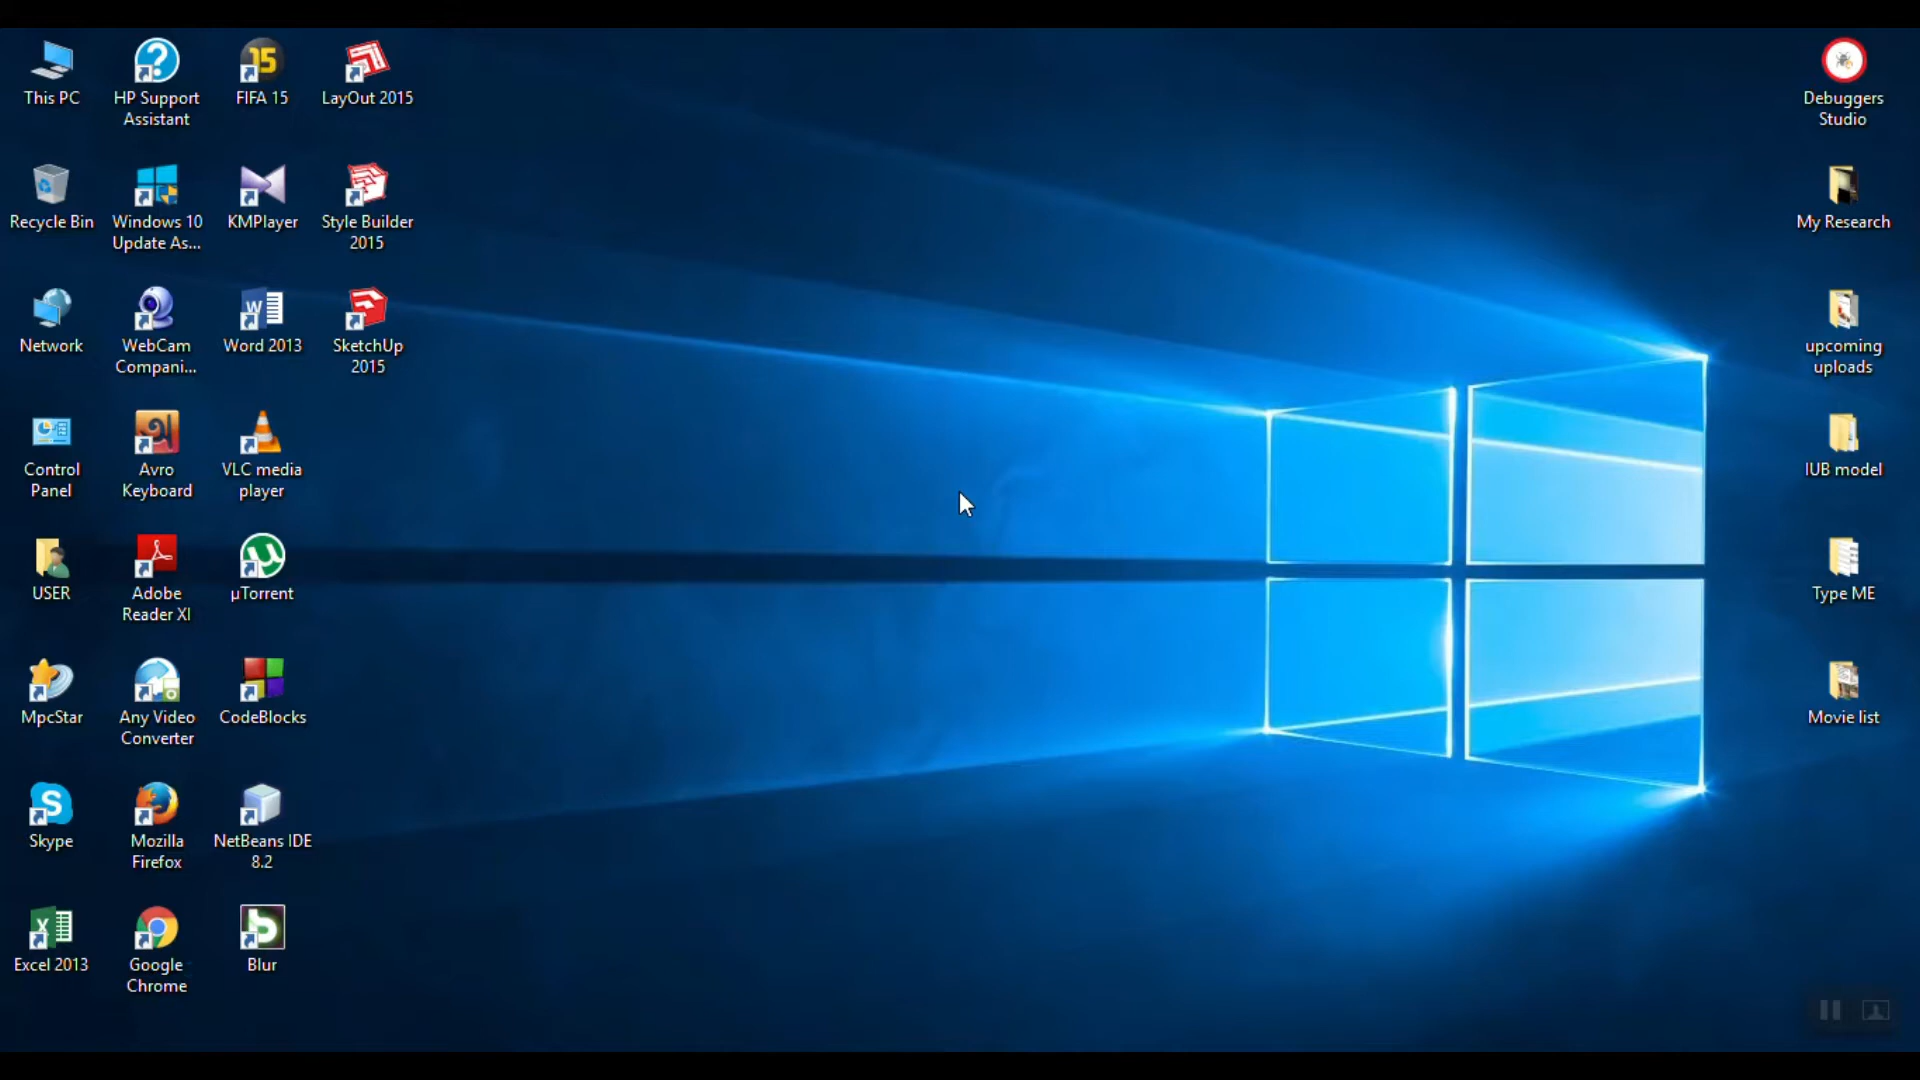 This PC
HP Support
Assistant
15
FIFA 15
LayOut 2015
Debuggers
Studio
Recycle Bin
Windows 10
Update As...
KMPlayer
Style Builder
2015
My Research
Network
WebCam
Compani...
Word 2013
SketchUp
2015
upcoming
uploads
Control
Panel
অ
Avro
Keyboard
VLC media
player
IUB model
USER
Adobe
Reader XI
µTorrent
Type ME
MpcStar
Any Video
Converter
CodeBlocks
Movie list
Skype
Mozilla
Firefox
NetBeans IDE
8.2
Excel 2013
Google
Chrome
Blur